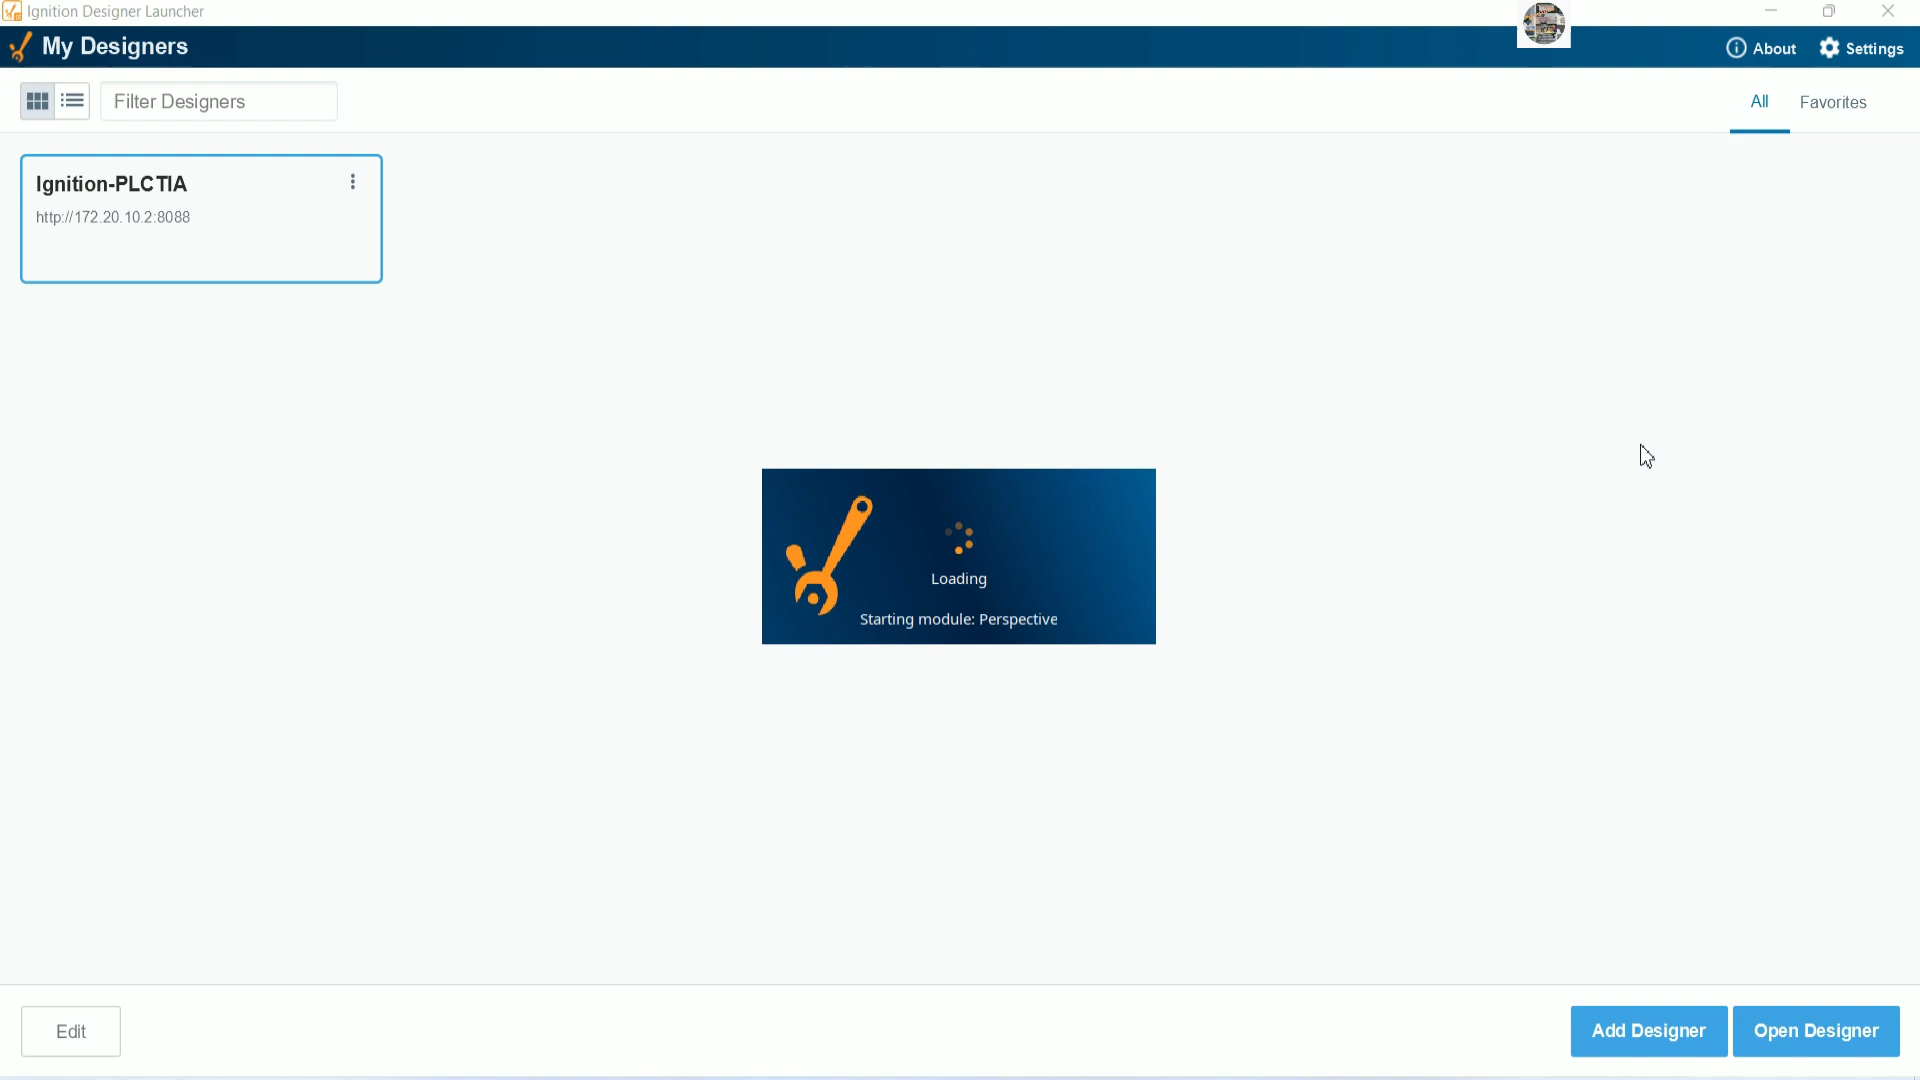 Ignition Designer Launcher
My Designers
About
Settings
Filter Designers
All
Favorites
Ignition-PLCTIA
http://172.20.10.2:8088
Loading
Starting module: Perspective
Edit
Add Designer
Open Designer